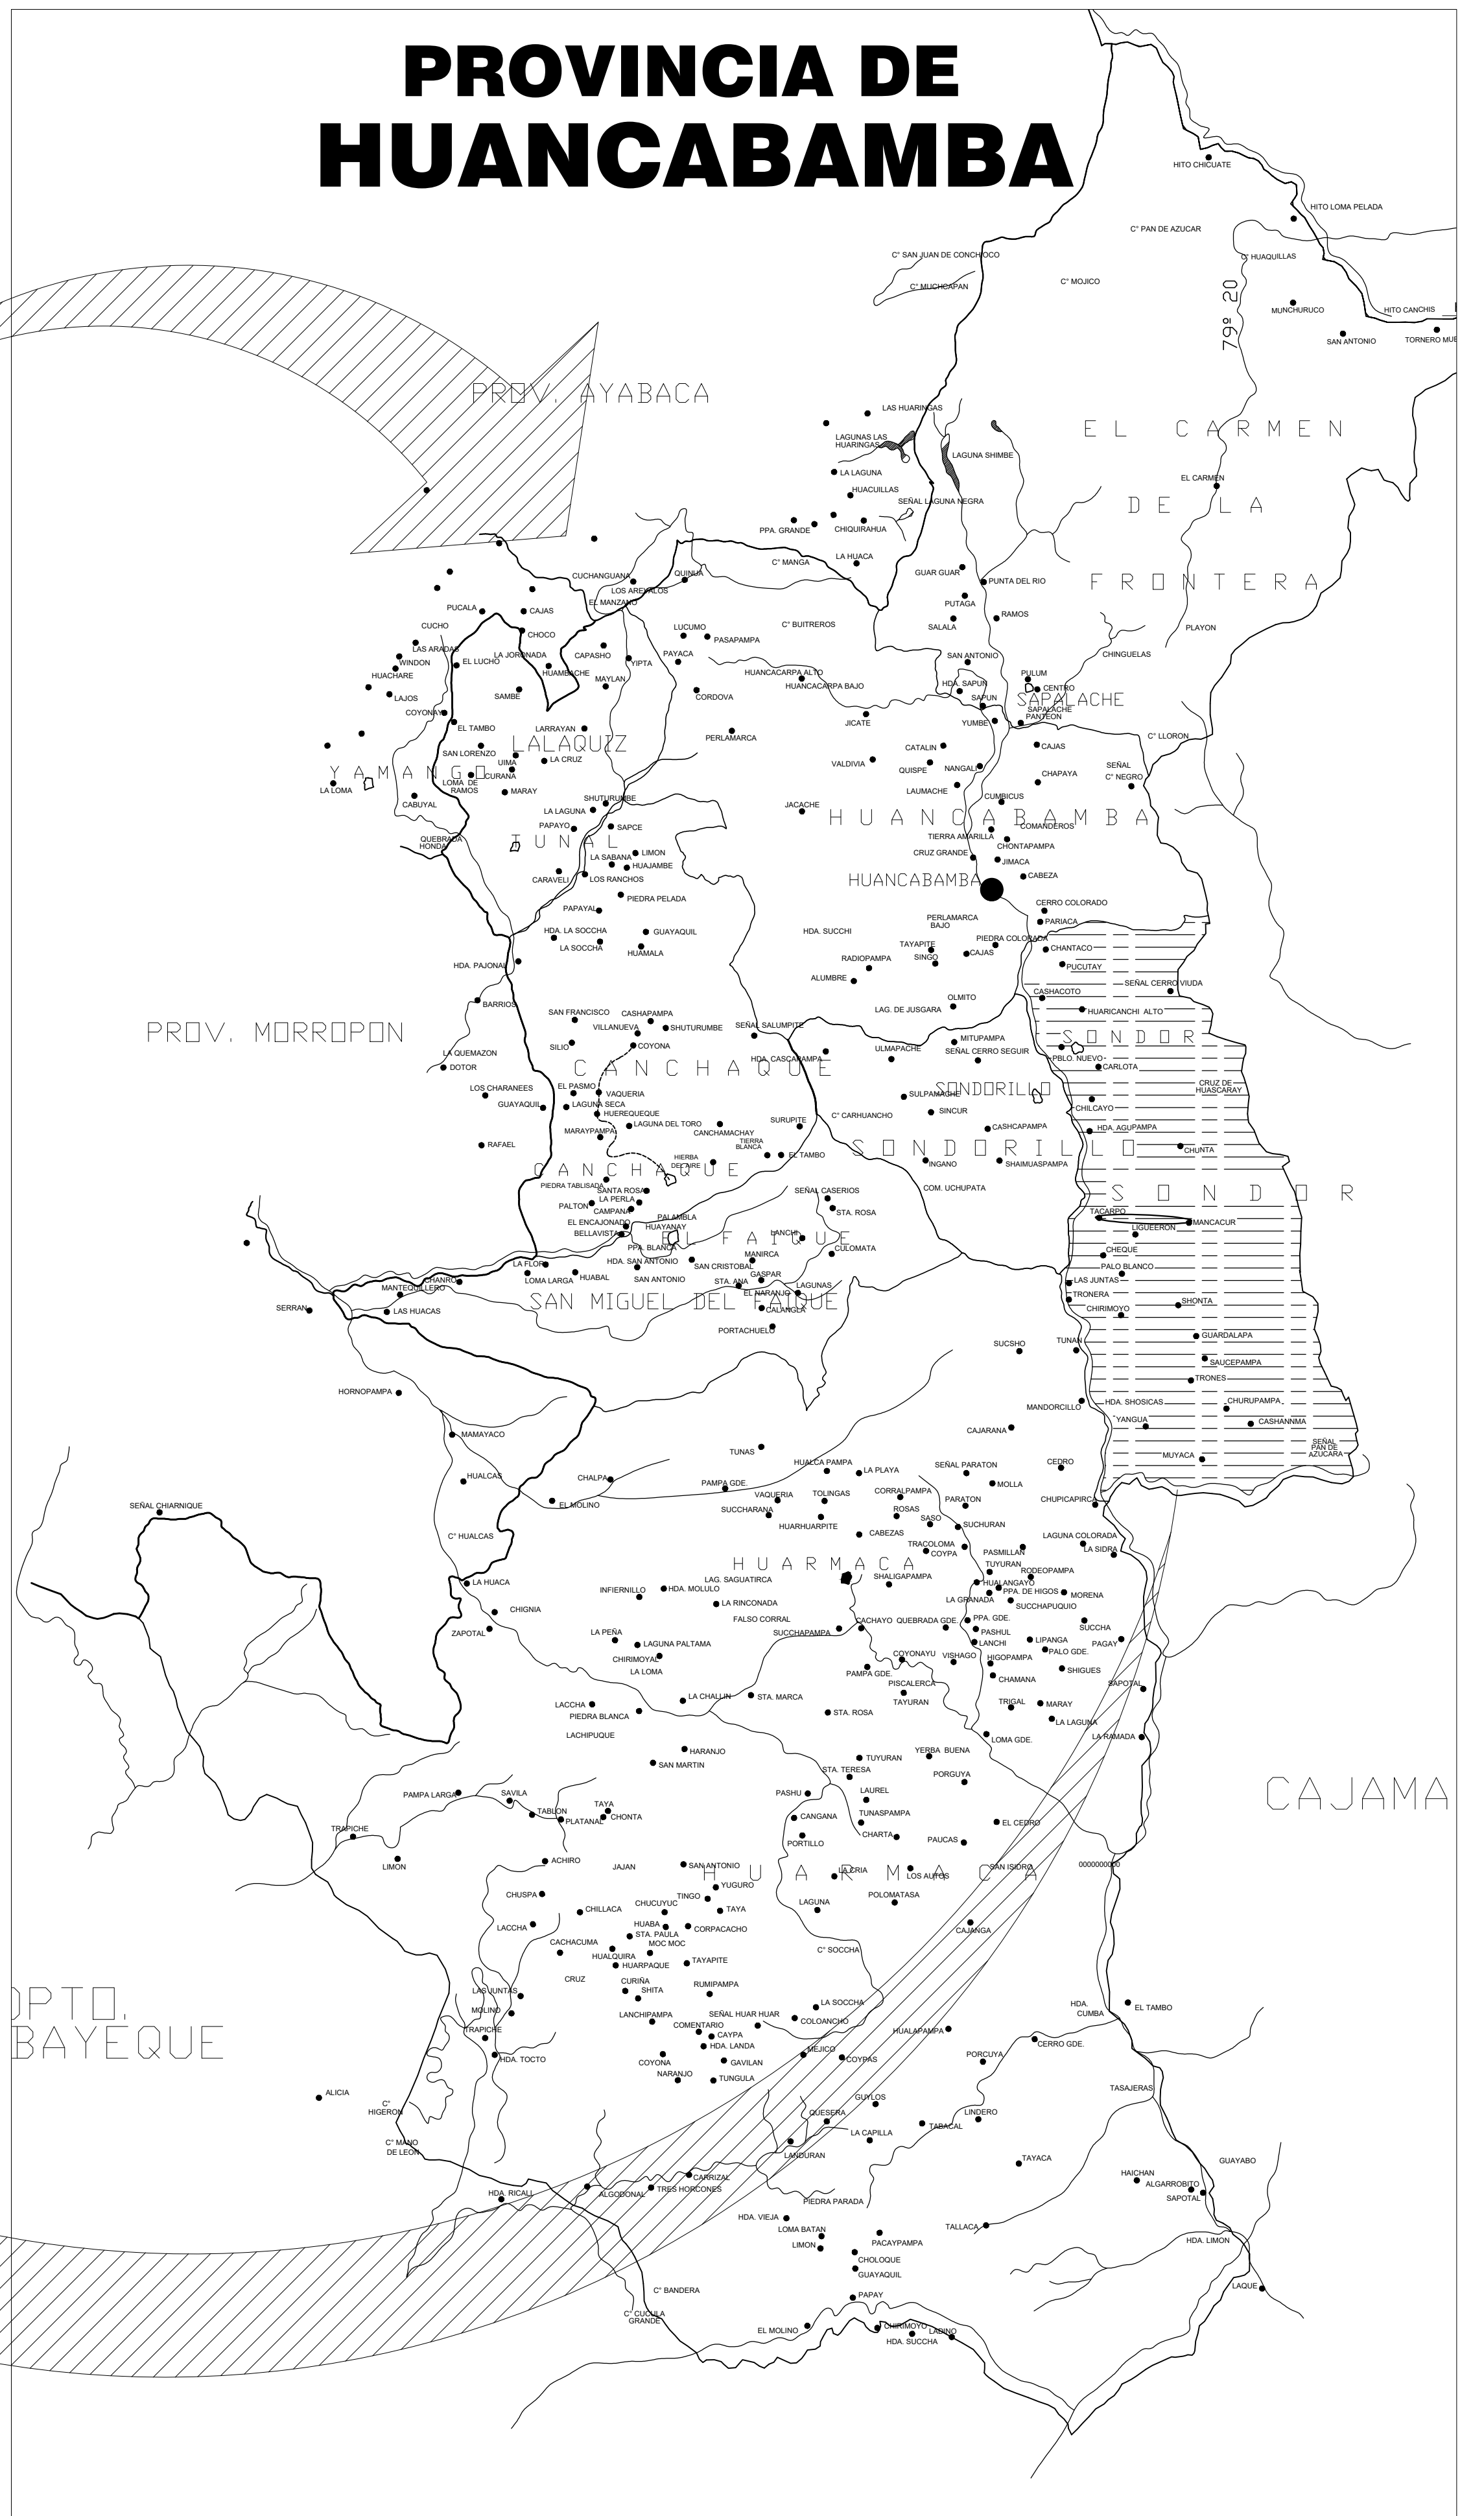 PROVINCIA DE
HUANCABAMBA
HITO CHICUATE
HITO LOMA PELADA
C° PAN DE AZUCAR
C° SAN JUAN DE CONCHOCO
C° HUAQUILLAS
C° MUCHCAPAN
C° MOJICO
79º 20
MUNCHURUCO
HITO CANCHIS
SAN ANTONIO
TORNERO MUE
PROV. AYABACA
LAS HUARINGAS
EL CARMEN
LAGUNAS LAS
HUARINGAS
LAGUNA SHIMBE
LA LAGUNA
EL CARMEN
HUACUILLAS
SEÑAL LAGUNA NEGRA
DE LA
PPA. GRANDE
CHIQUIRAHUA
LA HUACA
C° MANGA
GUAR GUAR
PUNTA DEL RIO
FRONTERA
CUCHANGUANA
QUINUA
LOS AREVALOS
EL MANZANO
PUTAGA
PUCALA
CAJAS
RAMOS
SALALA
CUCHO
CHOCO
LUCUMO
PASAPAMPA
C° BUITREROS
PLAYON
LAS ARADAS
WINDON
EL LUCHO
LA JORONADA
CAPASHO
YIPTA
PAYACA
SAN ANTONIO
CHINGUELAS
HUACHARE
HUAMBACHE
MAYLAN
HUANCACARPA ALTO
HUANCACARPA BAJO
HDA. SAPUN
PULUM
CENTRO
LAJOS
SAMBE
CORDOVA
SAPUN
SAPALACHE
SAPALACHE
PANTEON
COYONAY
JICATE
YUMBE
EL TAMBO
LARRAYAN
PERLAMARCA
C° LLORON
LALAQUIZ
SAN LORENZO
CATALIN
CAJAS
UIMA
LA CRUZ
VALDIVIA
QUISPE
NANGALI
SEÑAL
C° NEGRO
YAMANGO
CURANA
LOMA DE
RAMOS
MARAY
LAUMACHE
CHAPAYA
LA LOMA
CABUYAL
SHUTURUMBE
LA LAGUNA
JACACHE
CUMBICUS
HUANCABAMBA
PAPAYO
SAPCE
COMANDEROS
TIERRA AMARILLA
QUEBRADA
HONDA
TUNAL
CHONTAPAMPA
LIMON
LA SABANA
HUAJAMBE
CRUZ GRANDE
JIMACA
CARAVELI
LOS RANCHOS
HUANCABAMBA
CABEZA
PIEDRA PELADA
PAPAYAL
CERRO COLORADO
PERLAMARCA
BAJO
PARIACA
HDA. LA SOCCHA
GUAYAQUIL
HDA. SUCCHI
PIEDRA COLORADA
LA SOCCHA
HUAMALA
TAYAPITE
SINGO
CAJAS
CHANTACO
HDA. PAJONAL
RADIOPAMPA
PUCUTAY
ALUMBRE
SEÑAL CERRO VIUDA
BARRIOS
OLMITO
CASHACOTO
SAN FRANCISCO
CASHAPAMPA
LAG. DE JUSGARA
HUARICANCHI ALTO
PROV. MORROPON
VILLANUEVA
SHUTURUMBE
SEÑAL SALUMPITE
SONDOR
SILIO
COYONA
ULMAPACHE
MITUPAMPA
SEÑAL CERRO SEGUIR
LA QUEMAZON
HDA. CASCAPAMPA
PBLO. NUEVO
DOTOR
CANCHAQUE
CARLOTA
LOS CHARANEES
EL PASMO
VAQUERIA
SULPAMACHE
SONDORILLO
CRUZ DE
HUASCARAY
GUAYAQUIL
LAGUNA SECA
HUEREQUEQUE
C° CARHUANCHO
SINCUR
CHILCAYO
LAGUNA DEL TORO
SURUPITE
CASHCAPAMPA
HDA. AGUPAMPA
MARAYPAMPA
CANCHAMACHAY
RAFAEL
TIERRA
BLANCA
EL TAMBO
SONDORILLO
CHUNTA
HIERBA
DEL AIRE
INGANO
SHAIMUASPAMPA
CANCHAQUE
PIEDRA TABLISADA
SANTA ROSA
SEÑAL CASERIOS
COM. UCHUPATA
SONDOR
PALTON
LA PERLA
CAMPANA
STA. ROSA
TACARPO
MANCACUR
EL ENCAJONADO
PALAMBLA
HUAYANAY
LIGUEERON
BELLAVISTA
EL FAIQUE
LANCHI
PPA. BLANCA
MANIRCA
CULOMATA
CHEQUE
LA FLOR
HDA. SAN ANTONIO
SAN CRISTOBAL
PALO BLANCO
LOMA LARGA
HUABAL
SAN ANTONIO
GASPAR
CHANRO
STA. ANA
LAGUNAS
LAS JUNTAS
MANTEQUILLERO
EL NARANJO
TRONERA
SAN MIGUEL DEL FAIQUE
SHONTA
SERRAN
LAS HUACAS
CALANGLA
CHIRIMOYO
PORTACHUELO
GUARDALAPA
SUCSHO
TUNAN
SAUCEPAMPA
TRONES
HORNOPAMPA
HDA. SHOSICAS
CHURUPAMPA
MANDORCILLO
YANGUA
CASHANNMA
MAMAYACO
CAJARANA
TUNAS
MUYACA
SEÑAL
PAN DE
AZUCARA
HUALCA PAMPA
LA PLAYA
SEÑAL PARATON
CEDRO
HUALCAS
CHALPA
PAMPA GDE.
MOLLA
SEÑAL CHIARNIQUE
EL MOLINO
VAQUERIA
TOLINGAS
CORRALPAMPA
PARATON
CHUPICAPIRCA
SUCCHARANA
ROSAS
SASO
HUARHUARPITE
SUCHURAN
CABEZAS
LAGUNA COLORADA
C° HUALCAS
TRACOLOMA
COYPA
PASMILLAN
LA SIDRA
HUARMACA
TUYURAN
RODEOPAMPA
LA HUACA
LAG. SAGUATIRCA
SHALIGAPAMPA
HUALANGAYO
INFIERNILLO
HDA. MOLULO
PPA. DE HIGOS
MORENA
CHIGNIA
LA RINCONADA
LA GRANADA
SUCCHAPUQUIO
FALSO CORRAL
CACHAYO
QUEBRADA GDE.
PPA. GDE.
ZAPOTAL
LA PEÑA
SUCCHAPAMPA
PASHUL
SUCCHA
LAGUNA PALTAMA
LANCHI
LIPANGA
PAGAY
CHIRIMOYAL
COYONAYU
VISHAGO
HIGOPAMPA
PALO GDE.
LA LOMA
PAMPA GDE.
SHIGUES
PISCALERCA
CHAMANA
SAPOTAL
LACCHA
LA CHALLIN
STA. MARCA
TAYURAN
TRIGAL
MARAY
PIEDRA BLANCA
STA. ROSA
LA LAGUNA
LACHIPUQUE
LOMA GDE.
LA RAMADA
HARANJO
YERBA BUENA
SAN MARTIN
TUYURAN
STA. TERESA
PORGUYA
PAMPA LARGA
SAVILA
PASHU
LAUREL
CAJAMA
TAYA
TABLON
PLATANAL
CHONTA
CANGANA
TUNASPAMPA
EL CEDRO
TRAPICHE
PORTILLO
CHARTA
PAUCAS
LIMON
ACHIRO
JAJAN
SAN ANTONIO
HUARMACA
LA CRIA
LOS AUTOS
SAN ISIDRO
0000000000
YUGURO
CHUSPA
TINGO
POLOMATASA
CHUCUYUC
LAGUNA
CHILLACA
TAYA
LACCHA
HUABA
CORPACACHO
CAJANGA
STA. PAULA
CACHACUMA
MOC MOC
C° SOCCHA
HUALQUIRA
TAYAPITE
HUARPAQUE
CRUZ
CURIÑA
RUMIPAMPA
LAS JUNTAS
SHITA
DPTO.
LA SOCCHA
HDA.
CUMBA
EL TAMBO
MOLINO
LANCHIPAMPA
SEÑAL HUAR HUAR
COLOANCHO
BAYEQUE
TRAPICHE
COMENTARIO
CAYPA
HUALAPAMPA
HDA. LANDA
CERRO GDE.
HDA. TOCTO
COYONA
GAVILAN
MEJICO
COYPAS
PORCUYA
NARANJO
TUNGULA
ALICIA
TASAJERAS
C°
HIGERON
GUYLOS
QUESERA
LINDERO
TABACAL
LA CAPILLA
C° MANO
DE LEON
LANDURAN
TAYACA
GUAYABO
CARRIZAL
HAICHAN
HDA. RICALI
ALGODONAL
TRES HORCONES
ALGARROBITO
SAPOTAL
PIEDRA PARADA
HDA. VIEJA
TALLACA
LOMA BATAN
LIMON
PACAYPAMPA
HDA. LIMON
CHOLOQUE
GUAYAQUIL
LAQUE
C° BANDERA
PAPAY
C° CUCULA
GRANDE
EL MOLINO
CHIRIMOYO
LADINO
HDA. SUCCHA